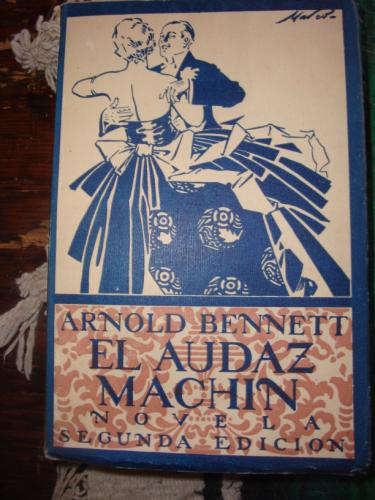 ARNOLD BENNETT
EL AUDAZ
MACHIN
NOVELA
SEGUNDA EDICION